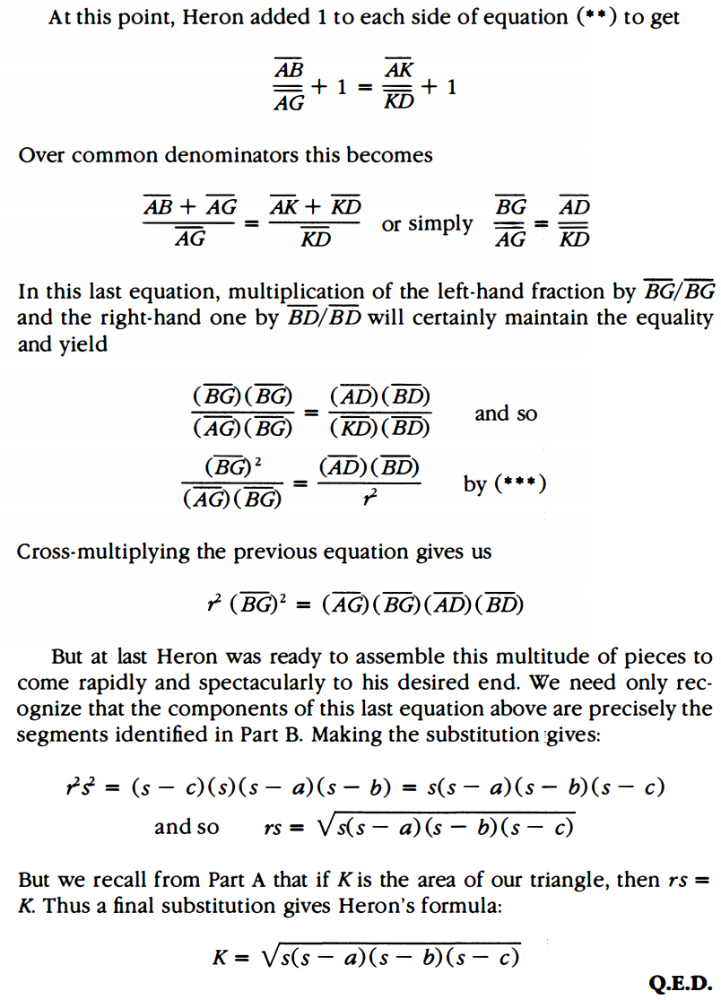 At this point, Heron added 1 to each side of equation (**) to get
$\frac{\overline{AB}}{\overline{AG}} + 1 = \frac{\overline{AK}}{\overline{KD}} + 1$
Over common denominators this becomes
$\frac{\overline{AB} + \overline{AG}}{\overline{AG}} = \frac{\overline{AK} + \overline{KD}}{\overline{KD}}$ or simply $\frac{\overline{BG}}{\overline{AG}} = \frac{\overline{AD}}{\overline{KD}}$
In this last equation, multiplication of the left-hand fraction by $\overline{BG}/\overline{BG}$
and the right-hand one by $\overline{BD}/\overline{BD}$ will certainly maintain the equality
and yield
$\frac{(\overline{BG})(\overline{BG})}{(\overline{AG})(\overline{BG})} = \frac{(\overline{AD})(\overline{BD})}{(\overline{KD})(\overline{BD})}$ and so
$\frac{(\overline{BG})^2}{(\overline{AG})(\overline{BG})} = \frac{(\overline{AD})(\overline{BD})}{r^2}$ by (***)
Cross-multiplying the previous equation gives us
$r^2 (\overline{BG})^2 = (\overline{AG})(\overline{BG})(\overline{AD})(\overline{BD})$
But at last Heron was ready to assemble this multitude of pieces to
come rapidly and spectacularly to his desired end. We need only rec-
ognize that the components of this last equation above are precisely the
segments identified in Part B. Making the substitution gives:
$r^2s^2 = (s - c)(s)(s - a)(s - b) = s(s - a)(s - b)(s - c)$
and so $rs = \sqrt{s(s - a)(s - b)(s - c)}$
But we recall from Part A that if K is the area of our triangle, then rs =
K. Thus a final substitution gives Heron's formula:
$K = \sqrt{s(s - a)(s - b)(s - c)}$
Q.E.D.